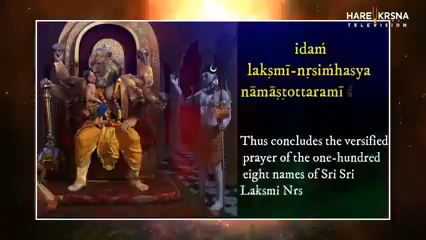 HARE KRSNA
TELEVISION
idaṁ
lakṣmī-nṛsiṁhasya
nāmāṣṭottaramī
Thus concludes the versified
prayer of the one-hundred
eight names of Sri Sri
Laksmi Nrs